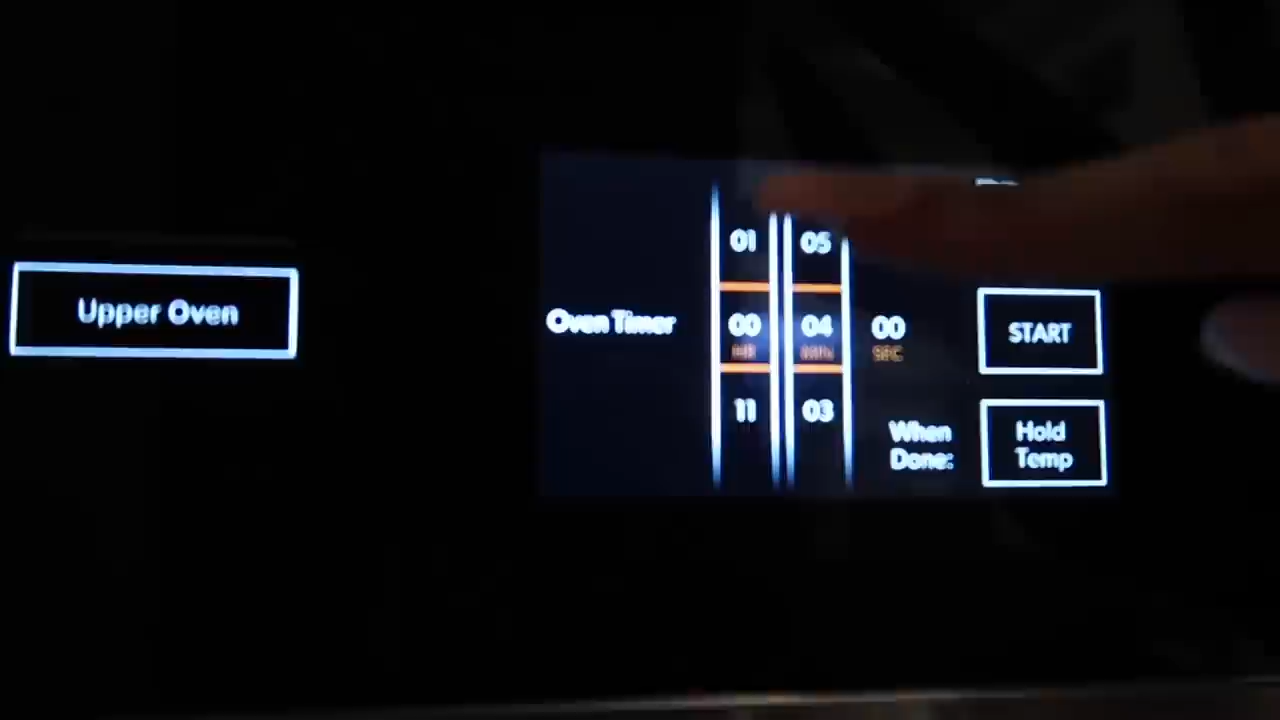 Upper Oven
Oven Timer
01 05
00 04 00
HR MIN SEC
11 03
START
When
Done:
Hold
Temp